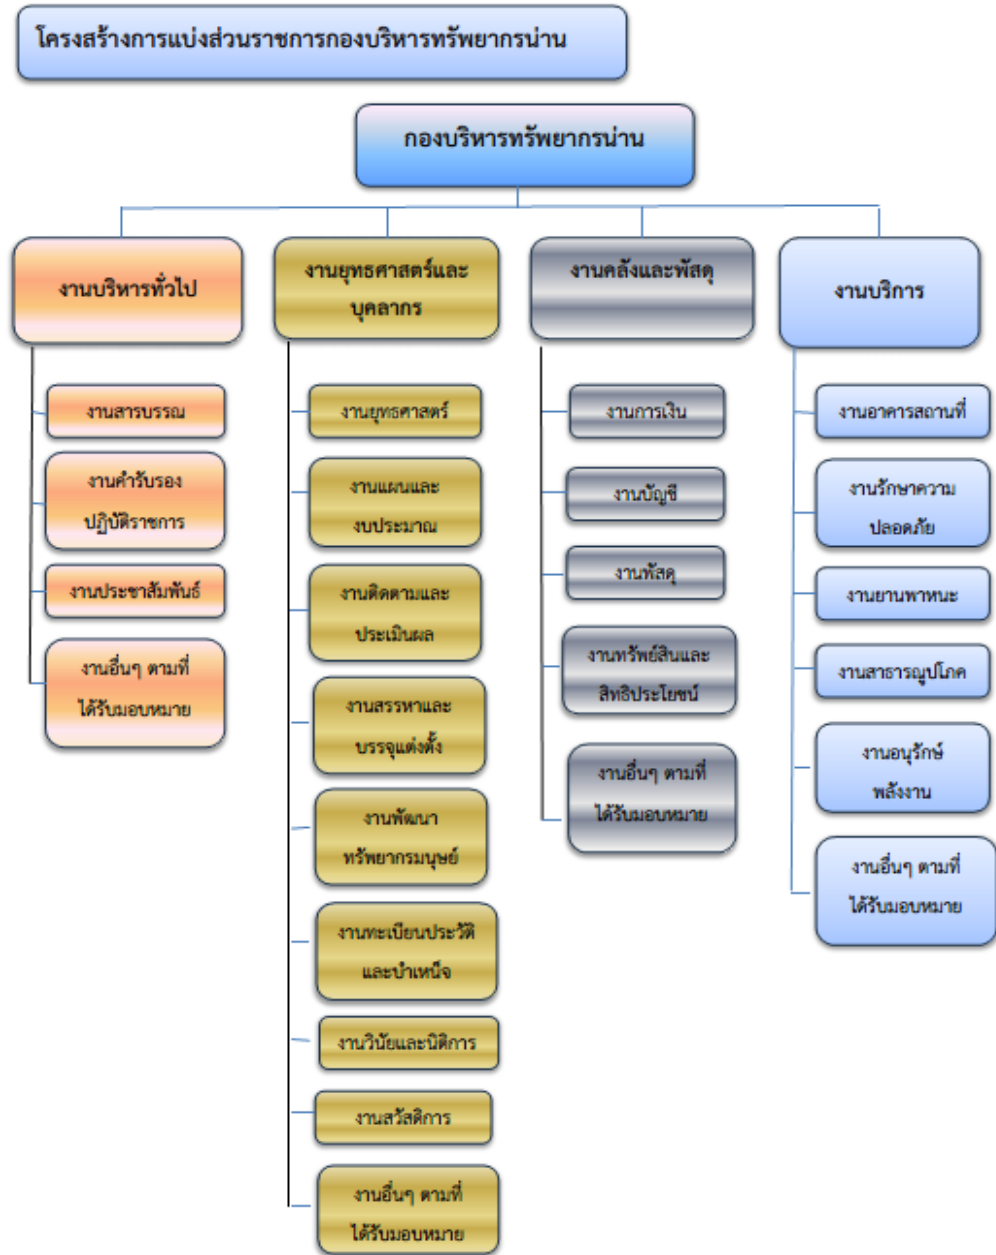 โครงสร้างการแบ่งส่วนราชการกองบริหารทรัพยากรน่าน
กองบริหารทรัพยากรน่าน
งานบริหารทั่วไป
งานสารบรรณ
งานคำรับรอง
ปฏิบัติราชการ
งานประชาสัมพันธ์
งานอื่นๆ ตามที่
ได้รับมอบหมาย
งานยุทธศาสตร์และ
บุคลากร
งานยุทธศาสตร์
งานแผนและ
งบประมาณ
งานติดตามและ
ประเมินผล
งานสรรหาและ
บรรจุแต่งตั้ง
งานพัฒนา
ทรัพยากรมนุษย์
งานทะเบียนประวัติ
และบำเหน็จ
งานวินัยและนิติการ
งานสวัสดิการ
งานอื่นๆ ตามที่
ได้รับมอบหมาย
งานคลังและพัสดุ
งานการเงิน
งานบัญชี
งานพัสดุ
งานทรัพย์สินและ
สิทธิประโยชน์
งานอื่นๆ ตามที่
ได้รับมอบหมาย
งานบริการ
งานอาคารสถานที่
งานรักษาความ
ปลอดภัย
งานยานพาหนะ
งานสาธารณูปโภค
งานอนุรักษ์
พลังงาน
งานอื่นๆ ตามที่
ได้รับมอบหมาย